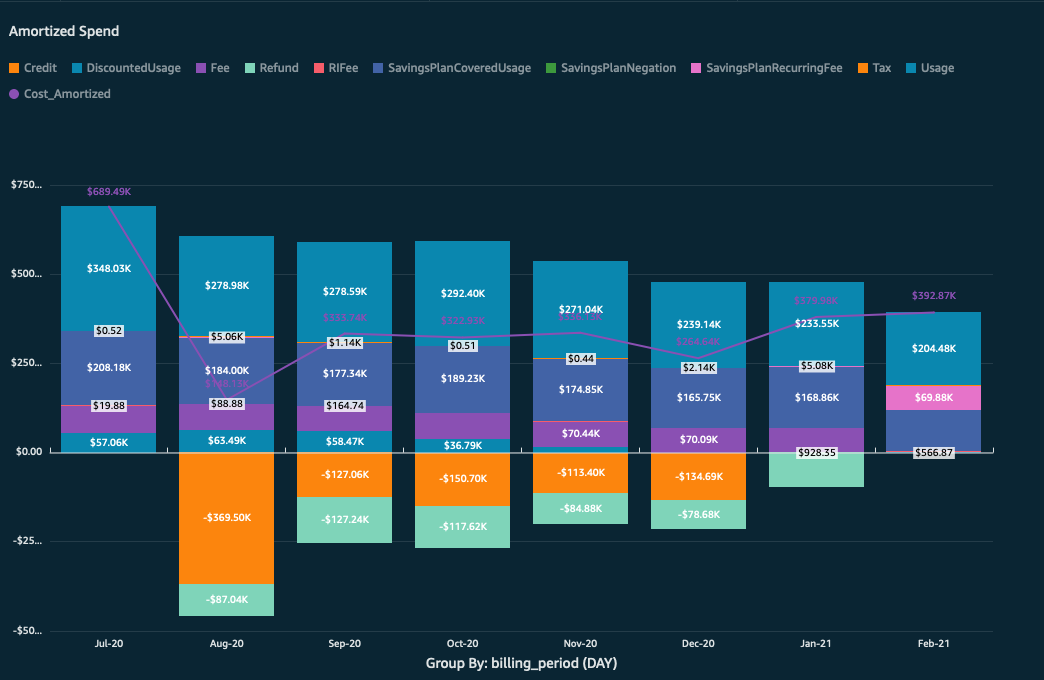 Amortized Spend
Credit DiscountedUsage Fee Refund RIFee SavingsPlanCoveredUsage SavingsPlanNegation SavingsPlanRecurringFee Tax Usage
Cost_Amortized
$750...
$689.49K
$348.03K
$278.98K
$278.59K
$292.40K
$271.04K
$239.14K
$233.55K
$392.87K
$204.48K
$500...
$0.52
$5.06K
$1.14K
$0.51
$0.44
$2.14K
$5.08K
$69.88K
$250...
$208.18K
$184.00K
$177.34K
$189.23K
$174.85K
$165.75K
$168.86K
$19.88
$88.88
$164.74
$70.44K
$70.09K
$57.06K
$63.49K
$58.47K
$36.79K
$928.35
$566.87
$0.00
-$369.50K
-$127.06K
-$150.70K
-$113.40K
-$134.69K
-$25...
-$87.04K
-$127.24K
-$117.62K
-$84.88K
-$78.68K
-$50...
Jul-20 Aug-20 Sep-20 Oct-20 Nov-20 Dec-20 Jan-21 Feb-21
Group By: billing_period (DAY)